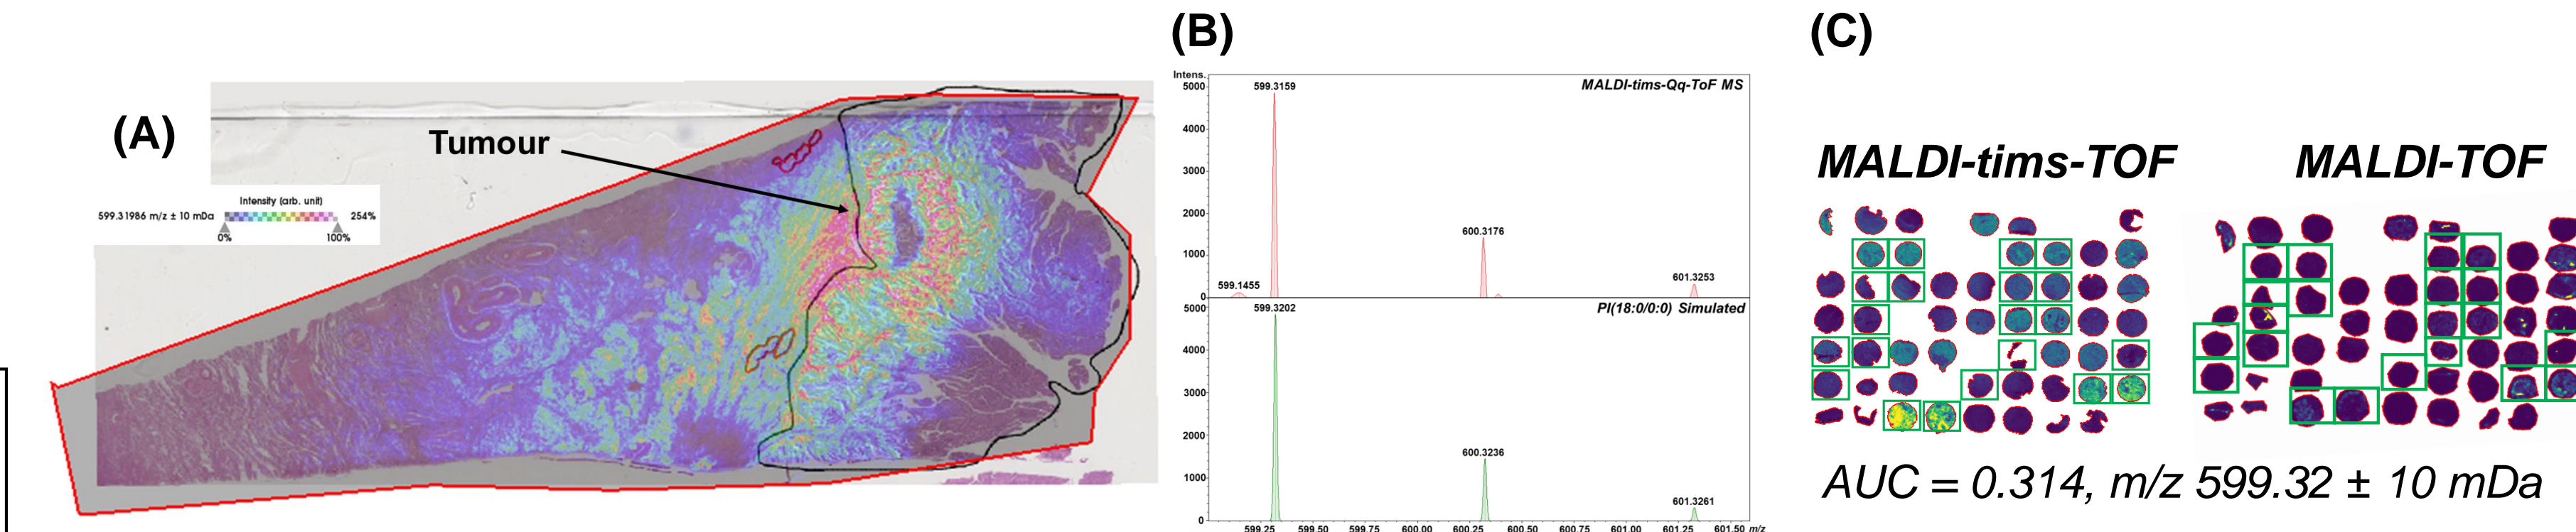 (A)
Tumour
Intensity (arb. unit)
599.31986 m/z ± 10 mDa
254%
0%
100%
(B)
Intens.
MALDI-tims-Qq-ToF MS
5000
4000
3000
2000
1000
0
599.1455
599.3159
600.3176
601.3253
PI(18:0/0:0) Simulated
5000
4000
3000
2000
1000
0
599.3202
600.3236
601.3261
599.25 599.50 599.75 600.00 600.25 600.50 600.75 601.00 601.25 601.50 m/z
(C)
MALDI-tims-TOF
MALDI-TOF
AUC = 0.314, m/z 599.32 ± 10 mDa